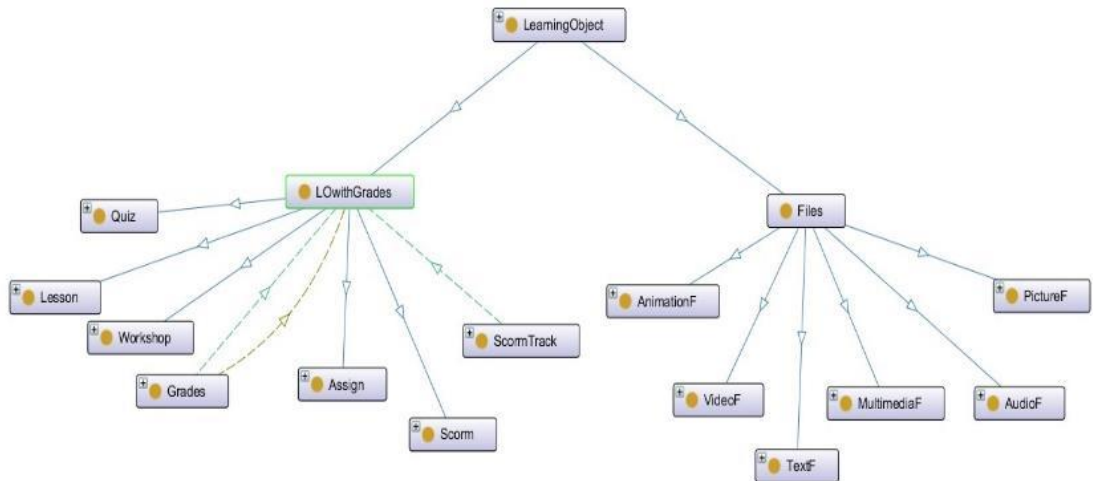 LearningObject
LOwithGrades
Files
Quiz
Lesson
Workshop
Grades
Assign
Scorm
ScormTrack
AnimationF
VideoF
TextF
MultimediaF
AudioF
PictureF